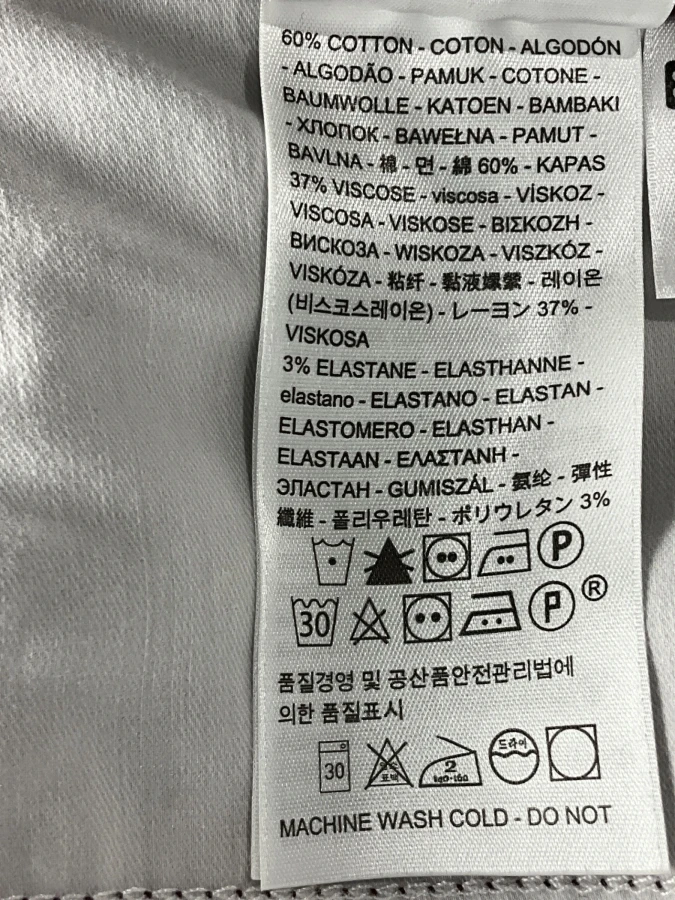 60% COTTON - COTON - ALGODÓN
- ALGODÃO - PAMUK - COTONE -
BAUMWOLLE - KATOEN - BAMBAKI
- ХЛОПОК - BAWEŁNA - PAMUT -
BAVLNA - 棉 - 면 - 綿 60% - KAPAS
37% VISCOSE - viscosa - VİSKOZ -
VISCOSA - VISKOSE - ΒΙΣΚΟΖΗ -
ВИСКОЗА - WISKOZA - VISZKÓZ -
VISKÓZA - 粘纤 - 黏液嫘縈 - 레이온
(비스코스레이온) - レーヨン 37% -
VISKOSA
3% ELASTANE - ELASTHANNE -
elastano - ELASTANO - ELASTAN -
ELASTOMERO - ELASTHAN -
ELASTAAN - ΕΛΑΣΤΑΝΗ -
ЭЛАСТАН - GUMISZÁL - 氨纶 - 彈性
纖維 - 폴리우레탄 - ポリウレタン 3%
P
30 P ®
품질경영 및 공산품안전관리법에
의한 품질표시
30 표백 2 드라이
MACHINE WASH COLD - DO NOT